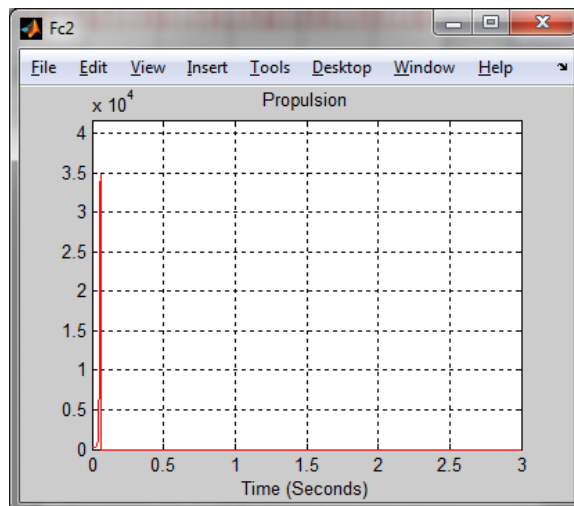 Fc2
File Edit View Insert Tools Desktop Window Help
x 10^4
Propulsion
4
3.5
3
2.5
2
1.5
1
0.5
0
0 0.5 1 1.5 2 2.5 3
Time (Seconds)